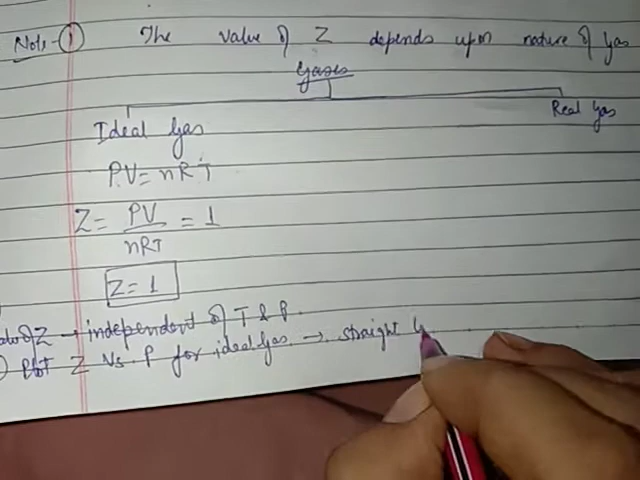 Note - 1 The value of Z depends upon nature of gas
Gases
Ideal Gas
Real Gas
PV = nRT
Z = PV/nRT = 1
Z = 1
of Z → independent of T & P.
Plot Z Vs P for ideal gas → straight